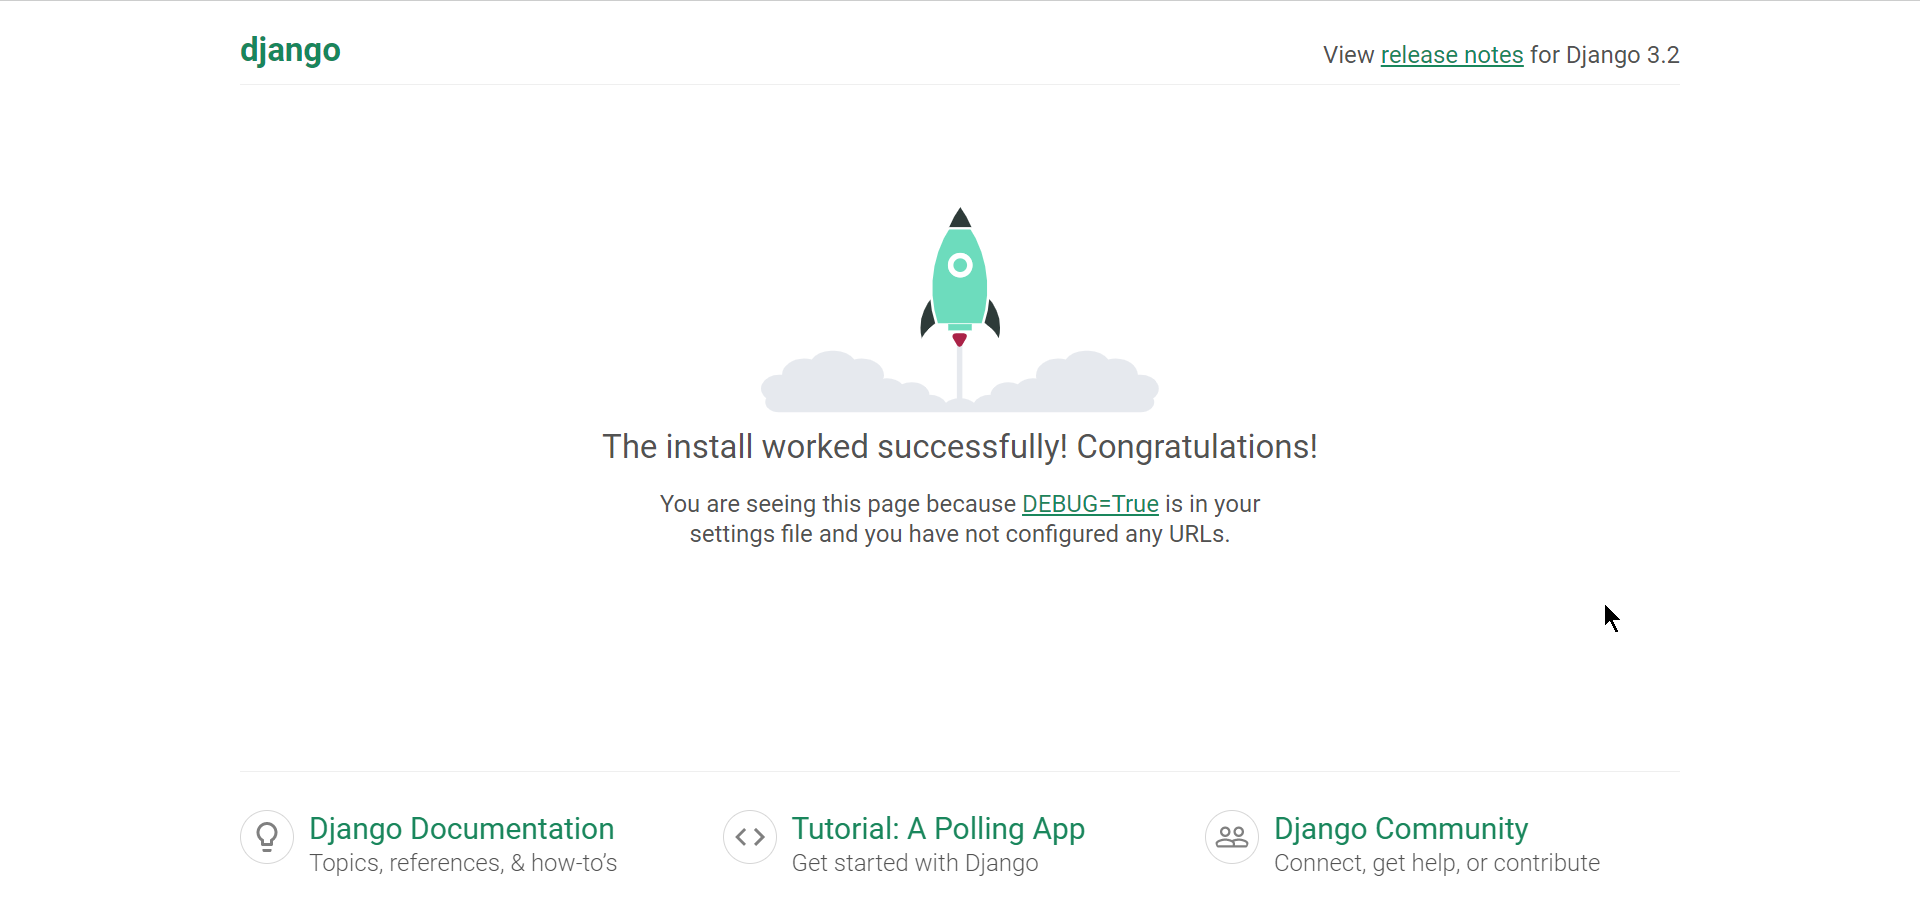 django
View release notes for Django 3.2
The install worked successfully! Congratulations!
You are seeing this page because DEBUG=True is in your
settings file and you have not configured any URLs.
Django Documentation
Topics, references, & how-to’s
Tutorial: A Polling App
Get started with Django
Django Community
Connect, get help, or contribute